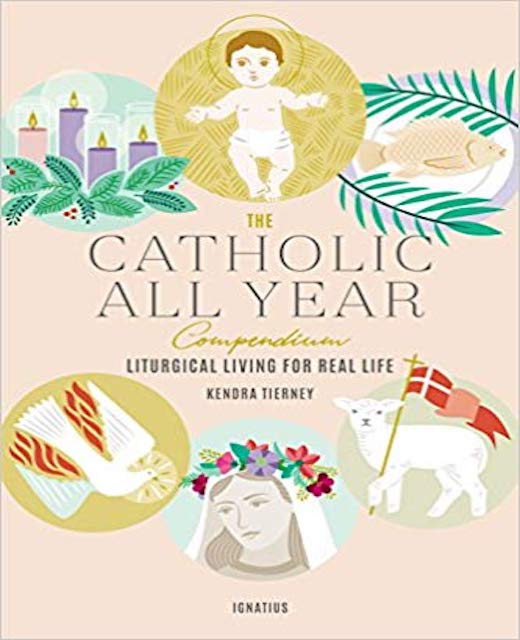 THE
CATHOLIC
ALL YEAR
Compendium
LITURGICAL LIVING FOR REAL LIFE
KENDRA TIERNEY
IGNATIUS